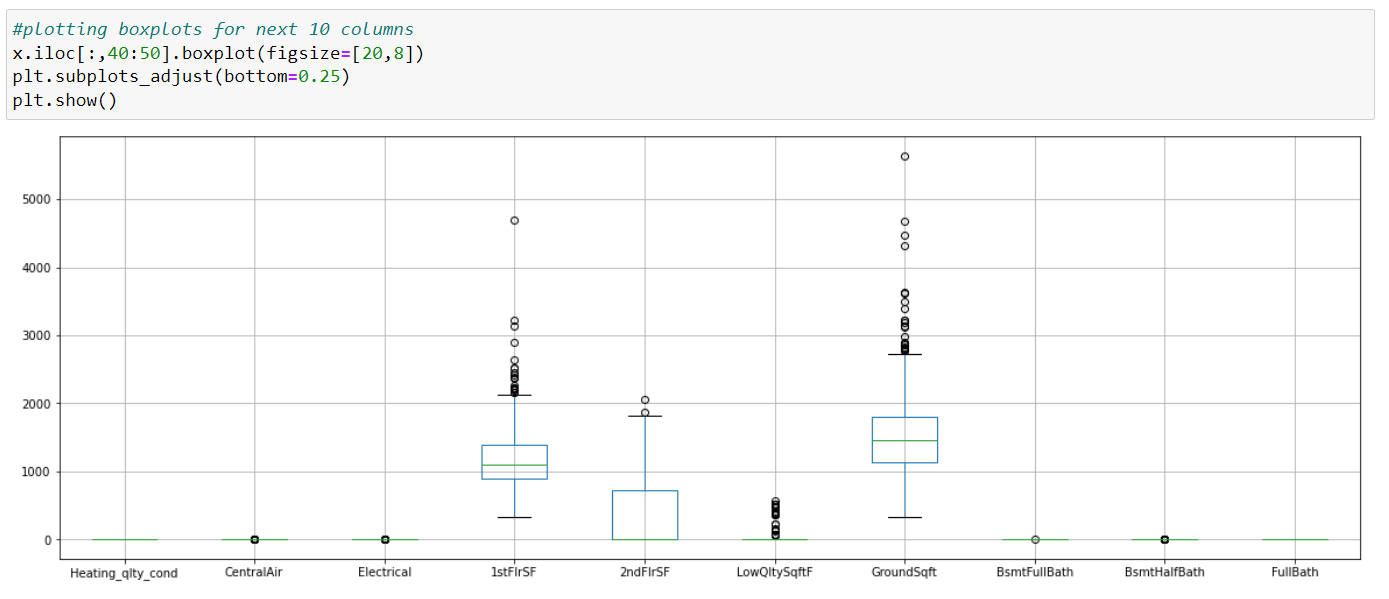 #plotting boxplots for next 10 columns
x.iloc[:,40:50].boxplot(figsize=[20,8])
plt.subplots_adjust(bottom=0.25)
plt.show()
5000
4000
3000
2000
1000
0
Heating_qlty_cond CentralAir Electrical 1stFlrSF 2ndFlrSF LowQltySqftF GroundSqft BsmtFullBath BsmtHalfBath FullBath